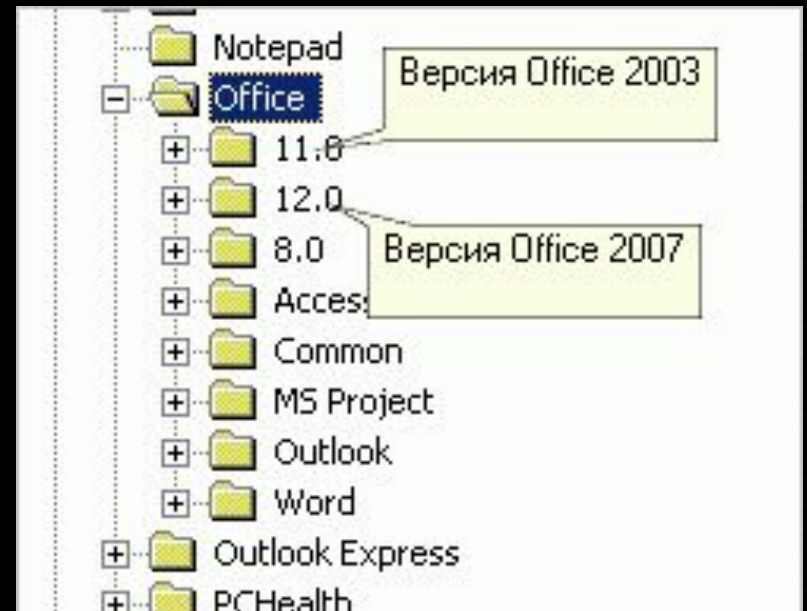 Notepad
Версия Office 2003
Office
11.0
12.0
Версия Office 2007
8.0
Access
Common
MS Project
Outlook
Word
Outlook Express
PCHealth